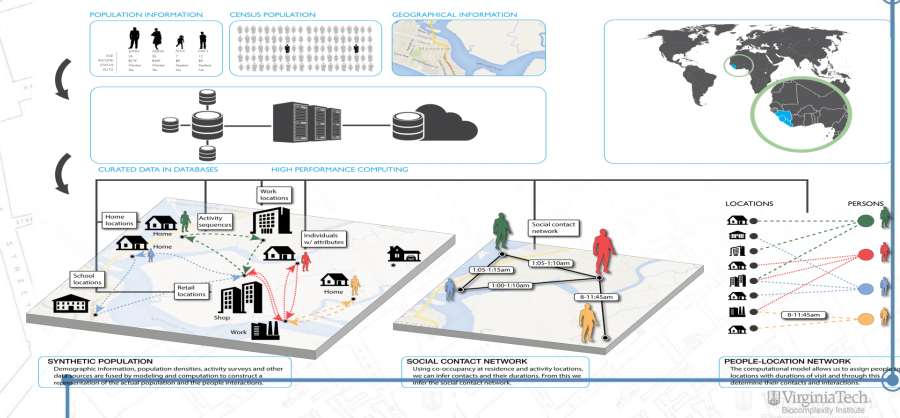 POPULATION INFORMATION
CENSUS POPULATION
GEOGRAPHICAL INFORMATION
AGE
INCOME
STATUS
AUTO
Worker
Student
Student
CURATED DATA IN DATABASES
HIGH PERFORMANCE COMPUTING
Work
locations
Home
locations
Home
Activity
sequences
Individuals
w/ attributes
Home
School
locations
Retail
locations
Home
Shop
Work
Social contact
network
1:05-1:15am
1:05-1:10am
1:00-1:10am
8-11:45am
LOCATIONS
PERSONS
8-11:45am
SYNTHETIC POPULATION
Demographic information, population densities, activity surveys and other
data sources are fused by modeling and computation to construct a
representation of the actual population and the people interactions.
SOCIAL CONTACT NETWORK
Using co-occupancy at residence and activity locations,
we can infer contacts and their durations. From this we
infer the social contact network.
PEOPLE-LOCATION NETWORK
The computational model allows us to assign people
locations with durations of visit and through this
determine their contacts and interactions.
VirginiaTech
Biocomplexity Institute